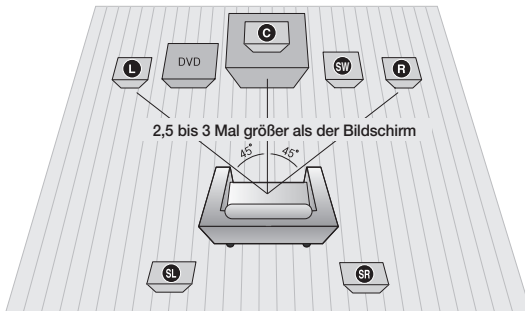 C
L
DVD
SW
R
2,5 bis 3 Mal größer als der Bildschirm
45°
45°
SL
SR